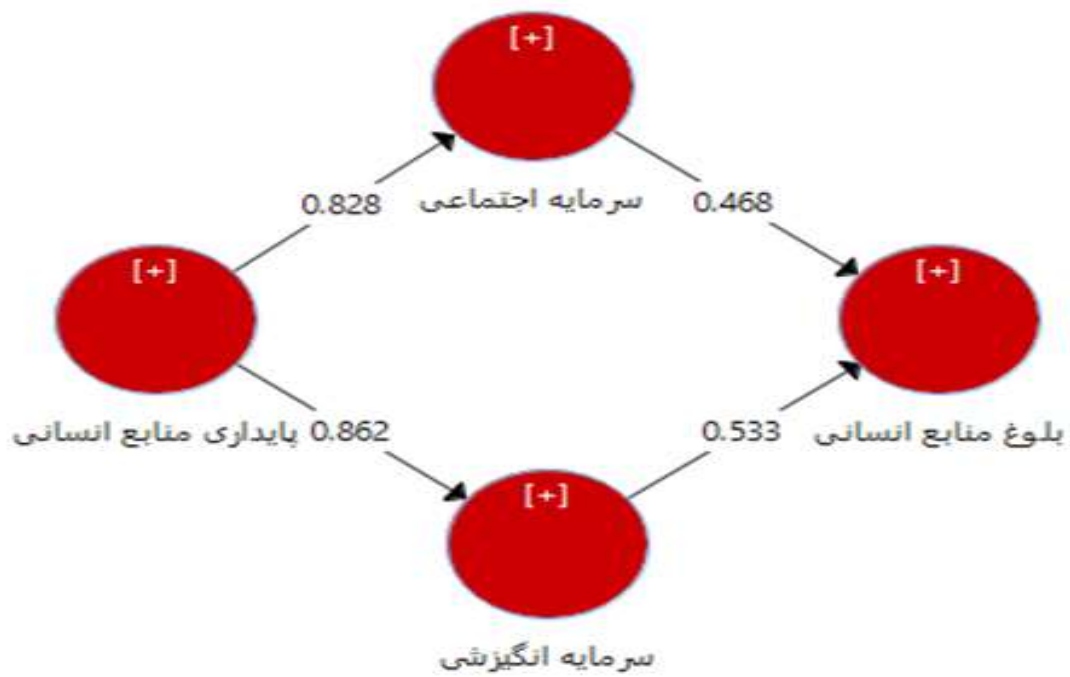 [+]
سرمایه اجتماعی
0.828
0.468
[+]
[+]
پایداری منابع انسانی
0.862
0.533
بلوغ منابع انسانی
[+]
سرمایه انگیزشی